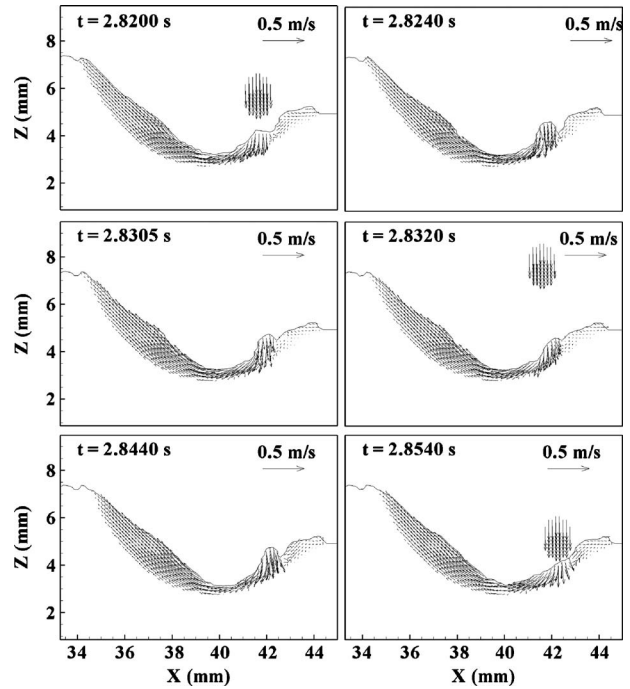 t = 2.8200 s 0.5 m/s
t = 2.8240 s 0.5 m/s
8
6
4
2
Z (mm)
Z (mm)
t = 2.8305 s 0.5 m/s
t = 2.8320 s 0.5 m/s
8
6
4
2
Z (mm)
t = 2.8440 s 0.5 m/s
t = 2.8540 s 0.5 m/s
8
6
4
2
Z (mm)
34 36 38 40 42 44
34 36 38 40 42 44
X (mm)
X (mm)